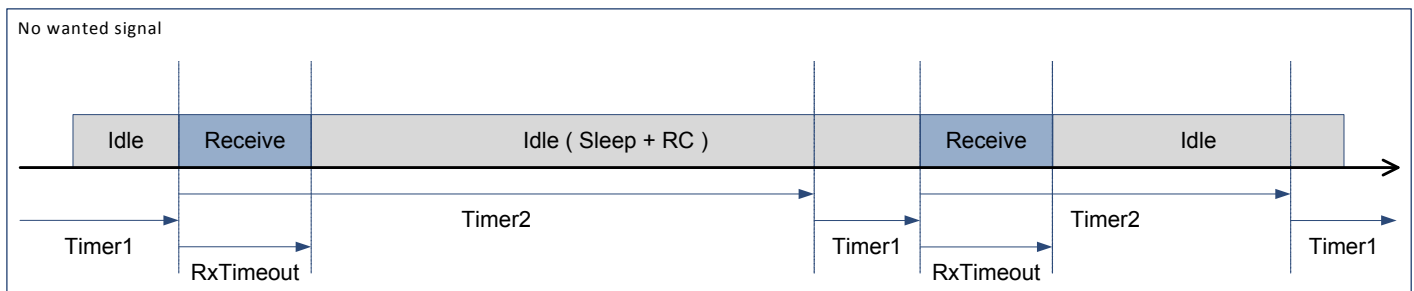 No wanted signal
Idle Receive Idle ( Sleep + RC ) Receive Idle
Timer2 Timer2
Timer1 Timer1 Timer1
RxTimeout RxTimeout